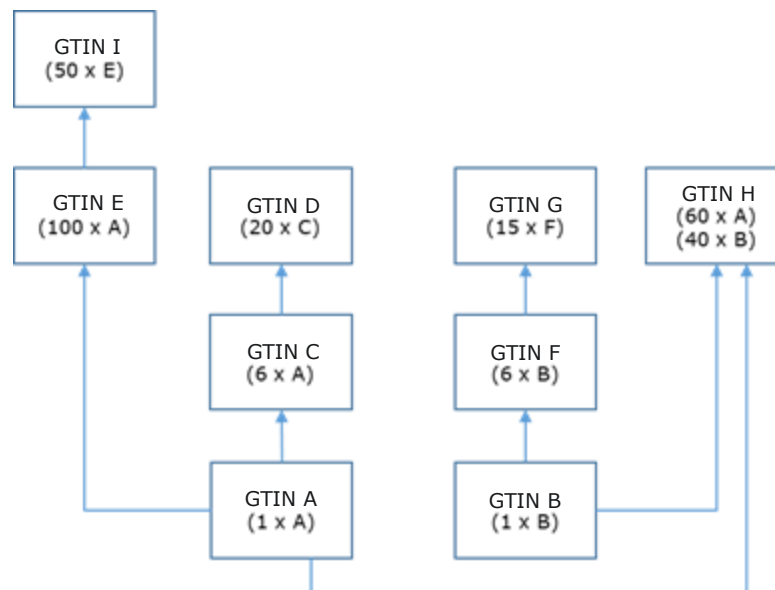 GTIN I
(50 x E)
GTIN E
(100 x A)
GTIN D
(20 x C)
GTIN G
(15 x F)
GTIN H
(60 x A)
(40 x B)
GTIN C
(6 x A)
GTIN F
(6 x B)
GTIN A
(1 x A)
GTIN B
(1 x B)